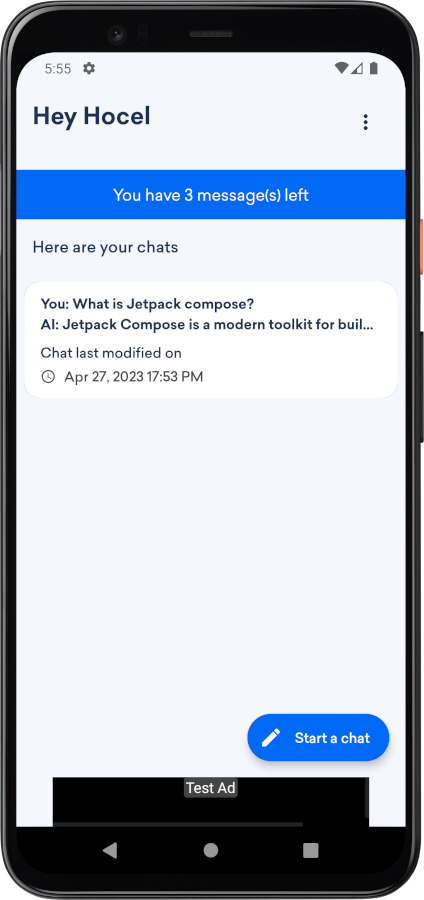 5:55
Hey Hocel
You have 3 message(s) left
Here are your chats
You: What is Jetpack compose?
AI: Jetpack Compose is a modern toolkit for buil...
Chat last modified on
Apr 27, 2023 17:53 PM
Start a chat
Test Ad